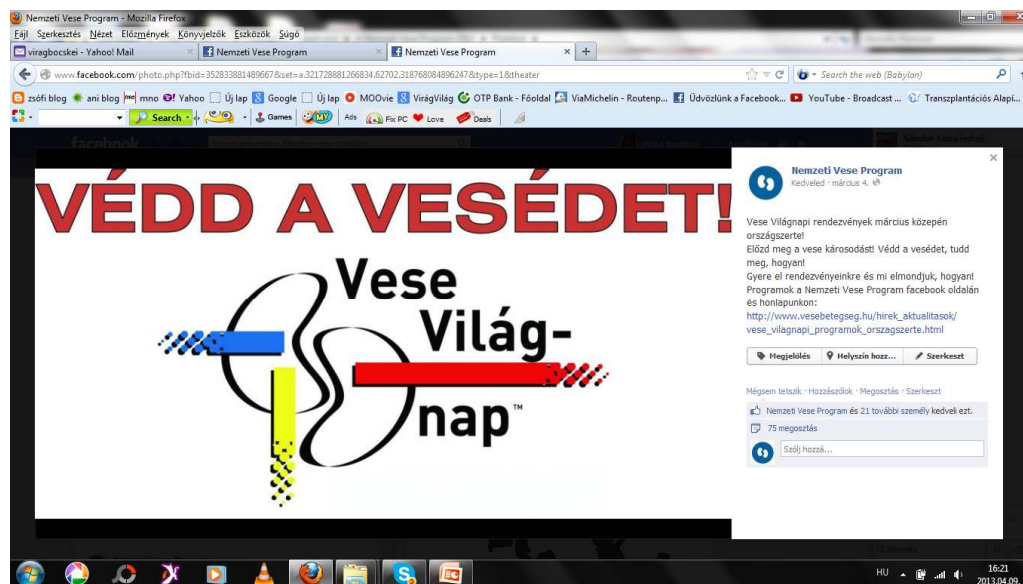 Nemzeti Vese Program - Mozilla Firefox
Fájl Szerkesztés Nézet Előzmények Könyvjelzők Eszközök Súgó
viragbocskei - Yahoo! Mail Nemzeti Vese Program Nemzeti Vese Program
www.facebook.com/photo.php?fbid=352833881489667&set=a.321728881266834.62702.318768084896247&type=1&theater Search the web (Babylon)
zsófi blog ani blog mno Yahoo Új lap Google Új lap MOOvie VirágVilág OTP Bank - Főoldal ViaMichelin - Routenp... Üdvözlünk a Facebook... YouTube - Broadcast ... Transzplantációs Alapí...
Search Games Ads Fix PC Love Deals
facebook
VÉDD A VESÉDET!
Vese
Világ-
nap™
Nemzeti Vese Program
Kedveled · március 4.
Vese Világnapi rendezvények március közepén
országszerte!
Előzd meg a vese károsodást! Védd a vesédet, tudd
meg, hogyan!
Gyere el rendezvényeinkre és mi elmondjuk, hogyan!
Programok a Nemzeti Vese Program facebook oldalán
és honlapunkon:
http://www.vesebetegseg.hu/hirek_aktualitasok/
vese_vilagnapi_programok_orszagszerte.html
Megjelölés Helyszín hozz... Szerkeszt
Mégsem tetszik · Hozzászólok · Megosztás · Szerkeszt
Nemzeti Vese Program és 21 további személy kedveli ezt.
75 megosztás
Szólj hozzá...
HU 16:21
2013.04.09